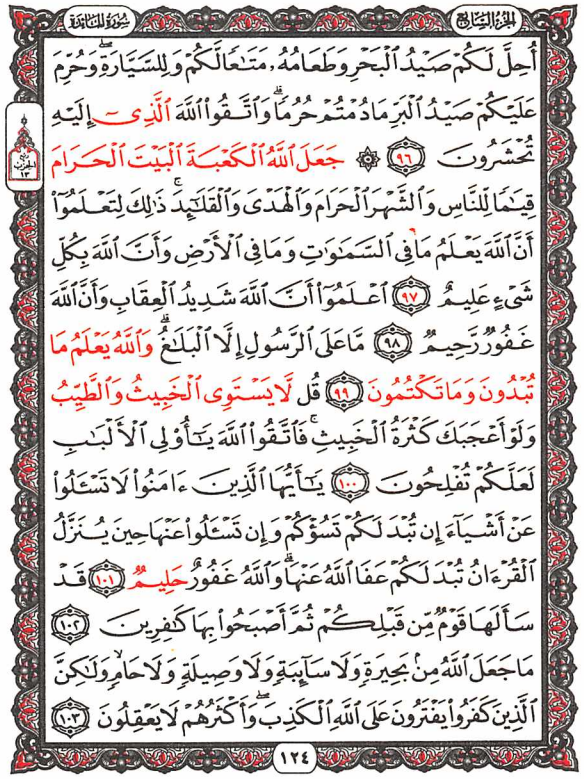 الجزء السابع
سورة المائدة
أُحِلَّ لَكُمْ صَيْدُ ٱلْبَحْرِ وَطَعَامُهُۥ مَتَـٰعًا لَّكُمْ وَلِلسَّيَّارَةِ ۖ وَحُرِّمَ
عَلَيْكُمْ صَيْدُ ٱلْبَرِّ مَا دُمْتُمْ حُرُمًا ۗ وَٱتَّقُوا۟ ٱللَّهَ ٱلَّذِىٓ إِلَيْهِ
تُحْشَرُونَ ٩٦ ۞ جَعَلَ ٱللَّهُ ٱلْكَعْبَةَ ٱلْبَيْتَ ٱلْحَرَامَ
ربع
الحزب
١٣
قِيَـٰمًا لِّلنَّاسِ وَٱلشَّهْرَ ٱلْحَرَامَ وَٱلْهَدْىَ وَٱلْقَلَـٰٓئِدَ ۚ ذَٰلِكَ لِتَعْلَمُوٓا۟
أَنَّ ٱللَّهَ يَعْلَمُ مَا فِى ٱلسَّمَـٰوَٰتِ وَمَا فِى ٱلْأَرْضِ وَأَنَّ ٱللَّهَ بِكُلِّ
شَىْءٍ عَلِيمٌ ٩٧ ٱعْلَمُوٓا۟ أَنَّ ٱللَّهَ شَدِيدُ ٱلْعِقَابِ وَأَنَّ ٱللَّهَ
غَفُورٌ رَّحِيمٌ ٩٨ مَّا عَلَى ٱلرَّسُولِ إِلَّا ٱلْبَلَـٰغُ ۗ وَٱللَّهُ يَعْلَمُ مَا
تُبْدُونَ وَمَا تَكْتُمُونَ ٩٩ قُل لَّا يَسْتَوِى ٱلْخَبِيثُ وَٱلطَّيِّبُ
وَلَوْ أَعْجَبَكَ كَثْرَةُ ٱلْخَبِيثِ ۚ فَٱتَّقُوا۟ ٱللَّهَ يَـٰٓأُو۟لِى ٱلْأَلْبَـٰبِ
لَعَلَّكُمْ تُفْلِحُونَ ١٠٠ يَـٰٓأَيُّهَا ٱلَّذِينَ ءَامَنُوا۟ لَا تَسْـَٔلُوا۟
عَنْ أَشْيَآءَ إِن تُبْدَ لَكُمْ تَسُؤْكُمْ وَإِن تَسْـَٔلُوا۟ عَنْهَا حِينَ يُنَزَّلُ
ٱلْقُرْءَانُ تُبْدَ لَكُمْ عَفَا ٱللَّهُ عَنْهَا ۗ وَٱللَّهُ غَفُورٌ حَلِيمٌ ١٠١ قَدْ
سَأَلَهَا قَوْمٌ مِّن قَبْلِكُمْ ثُمَّ أَصْبَحُوا۟ بِهَا كَـٰفِرِينَ ١٠٢
مَا جَعَلَ ٱللَّهُ مِنۢ بَحِيرَةٍ وَلَا سَآئِبَةٍ وَلَا وَصِيلَةٍ وَلَا حَامٍ ۙ وَلَـٰكِنَّ
ٱلَّذِينَ كَفَرُوا۟ يَفْتَرُونَ عَلَى ٱللَّهِ ٱلْكَذِبَ ۖ وَأَكْثَرُهُمْ لَا يَعْقِلُونَ ١٠٣
١٢٤